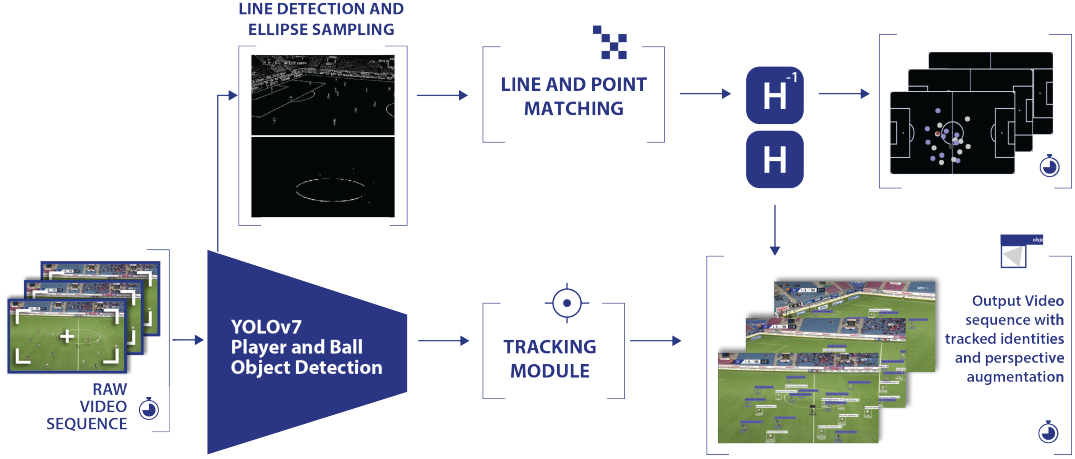 LINE DETECTION AND
ELLIPSE SAMPLING
LINE AND POINT
MATCHING
H-1
H
RAW
VIDEO
SEQUENCE
YOLOv7
Player and Ball
Object Detection
TRACKING
MODULE
obje
Output Video
sequence with
tracked identities
and perspective
augmentation